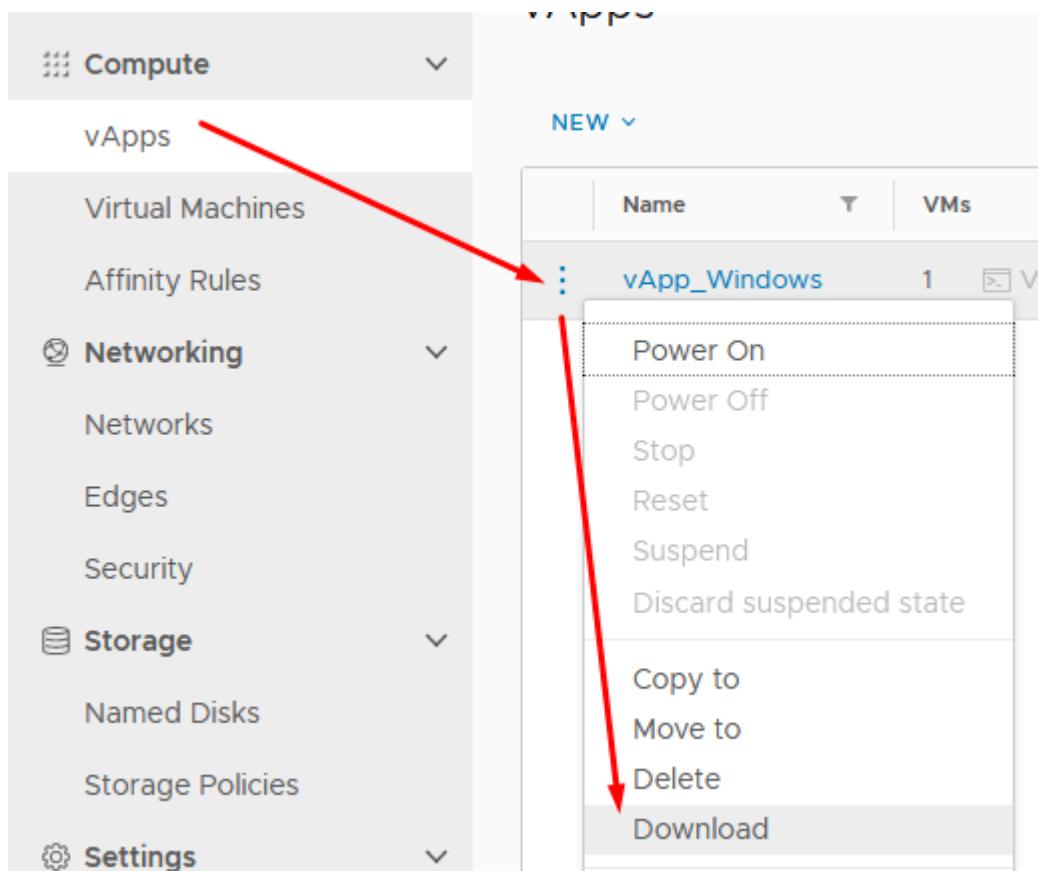 vApps
Compute
vApps
Virtual Machines
Affinity Rules
Networking
Networks
Edges
Security
Storage
Named Disks
Storage Policies
Settings
NEW
Name
VMs
vApp_Windows
1
Power On
Power Off
Stop
Reset
Suspend
Discard suspended state
Copy to
Move to
Delete
Download